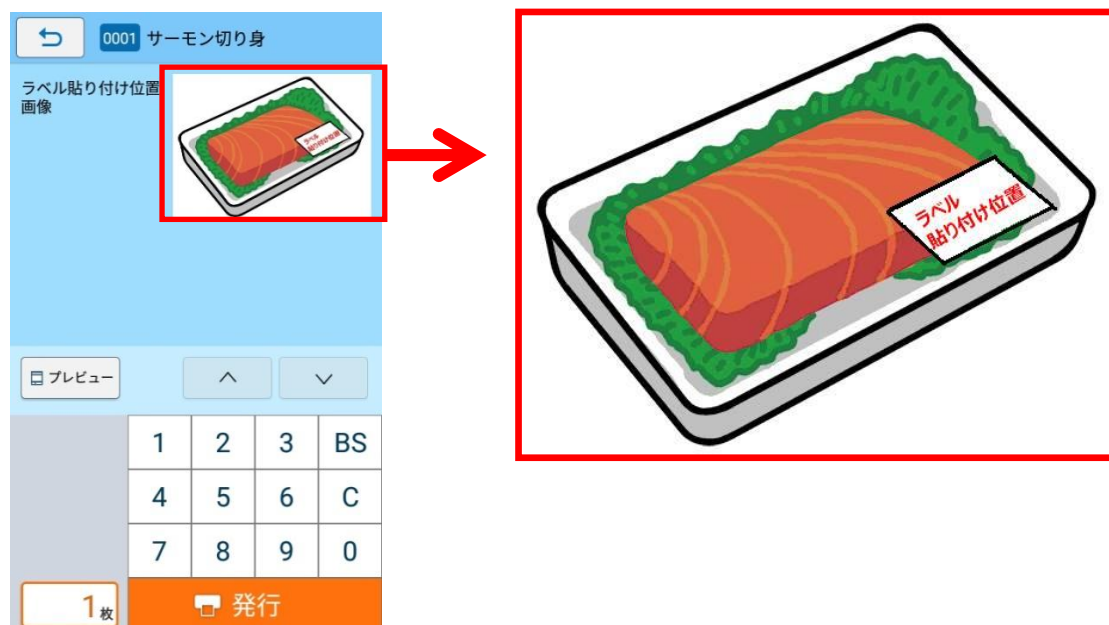 0001 サーモン切り身
ラベル貼り付け位置
画像
ラベル
貼り付け位置
プレビュー
1 2 3 BS
4 5 6 C
7 8 9 0
1枚 発行
ラベル
貼り付け位置